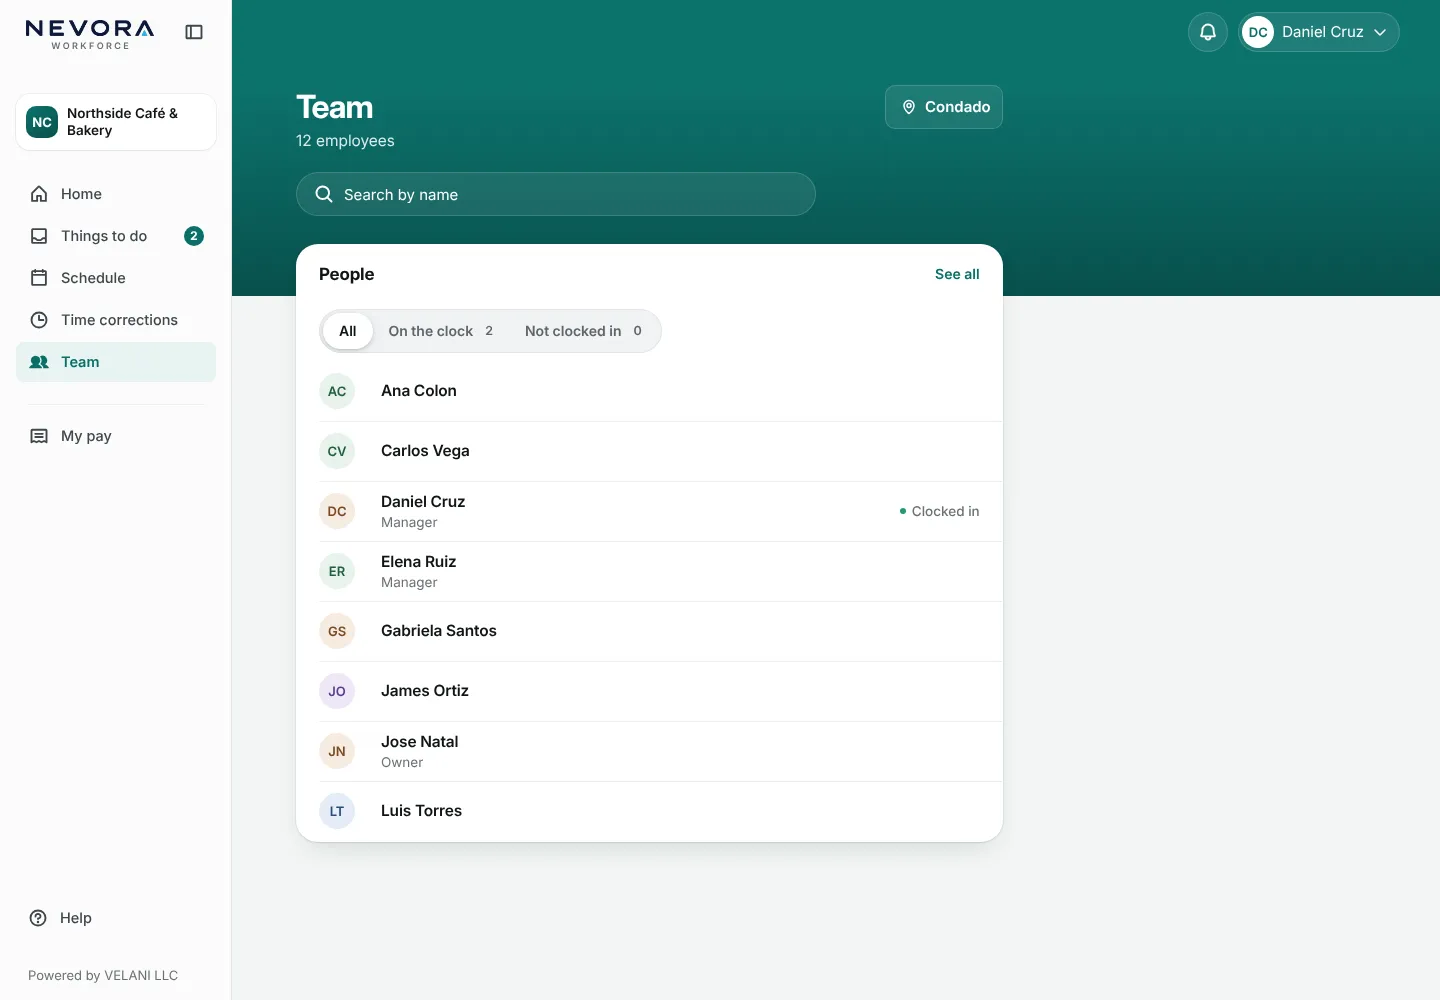 NEVORA
WORKFORCE
NC
Northside Café &
Bakery
Home
Things to do 2
Schedule
Time corrections
Team
My pay
Help
Powered by VELANI LLC
DC Daniel Cruz
Team
12 employees
Condado
Search by name
People
See all
All On the clock 2 Not clocked in 0
AC Ana Colon
CV Carlos Vega
DC Daniel Cruz
Manager
Clocked in
ER Elena Ruiz
Manager
GS Gabriela Santos
JO James Ortiz
JN Jose Natal
Owner
LT Luis Torres